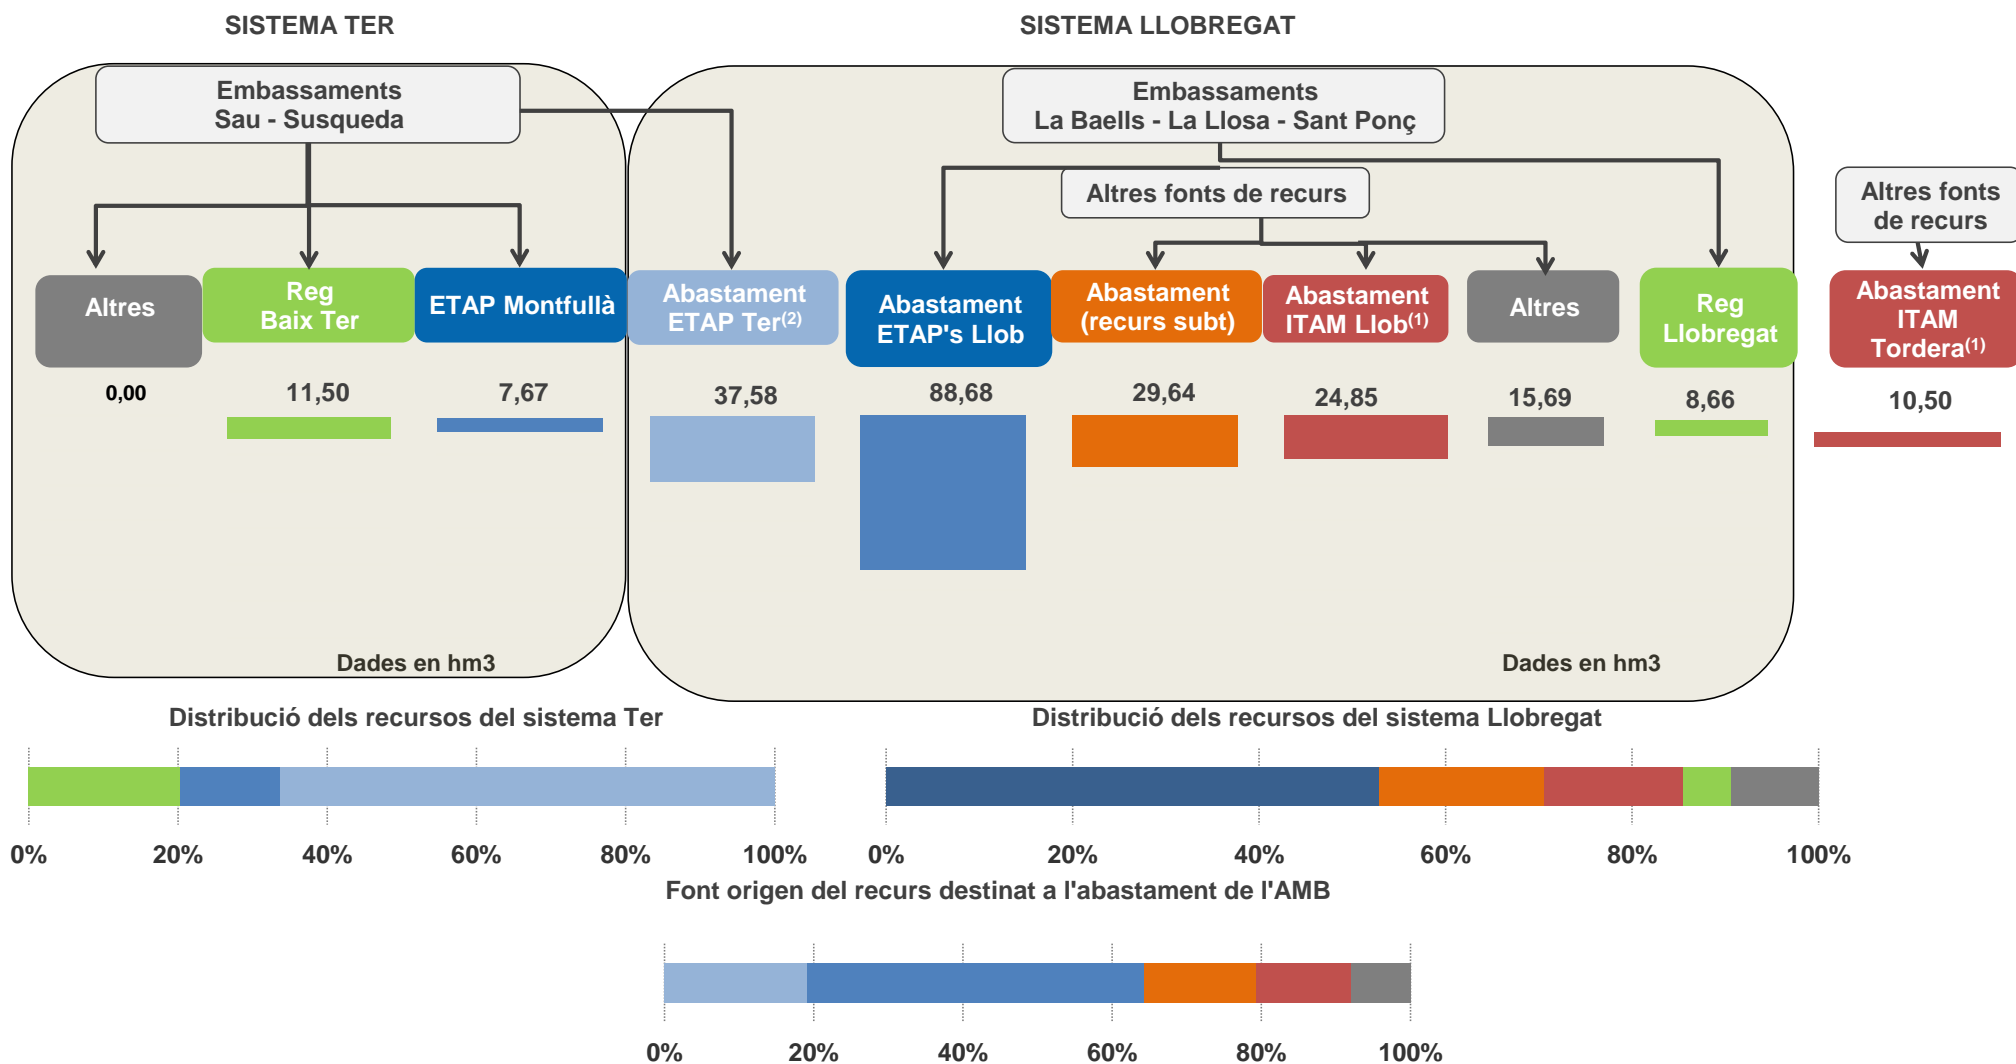 SISTEMA TER
SISTEMA LLOBREGAT
Embassaments
Sau - Susqueda
Embassaments
La Baells - La Llosa - Sant Ponç
Altres fonts de recurs
Altres fonts
de recurs
Altres
Reg
Baix Ter
ETAP Montfullà
Abastament
ETAP Ter(2)
Abastament
ETAP's Llob
Abastament
(recurs subt)
Abastament
ITAM Llob(1)
Altres
Reg
Llobregat
Abastament
ITAM
Tordera(1)
0,00
11,50
7,67
37,58
88,68
29,64
24,85
15,69
8,66
10,50
Dades en hm3
Dades en hm3
Distribució dels recursos del sistema Ter
Distribució dels recursos del sistema Llobregat
0% 20% 40% 60% 80% 100%
0% 20% 40% 60% 80% 100%
Font origen del recurs destinat a l'abastament de l'AMB
0% 20% 40% 60% 80% 100%